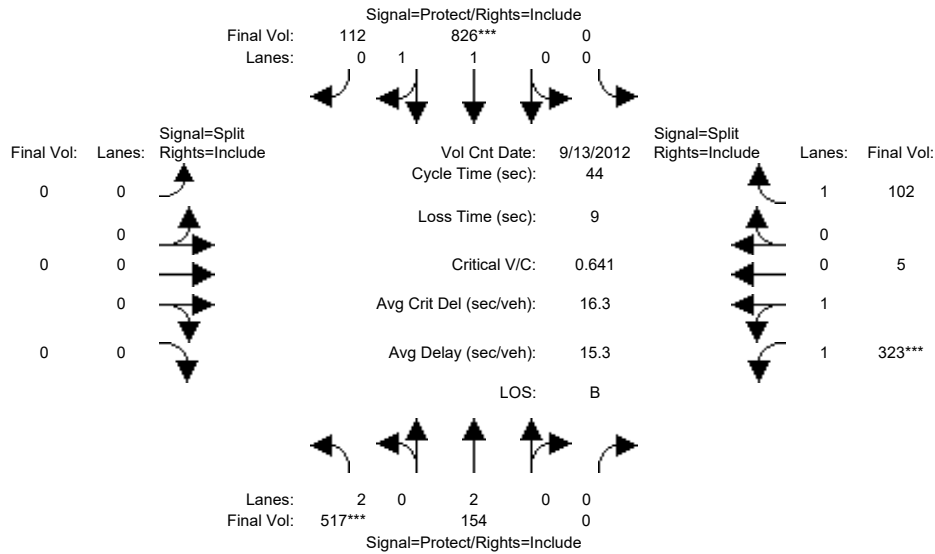 Signal=Protect/Rights=Include
Final Vol: 112 826*** 0
Lanes: 0 1 1 0 0
Signal=Split
Final Vol: Lanes: Rights=Include Vol Cnt Date: 9/13/2012 Signal=Split
Rights=Include Lanes: Final Vol:
Cycle Time (sec): 44
0 0 1 102
Loss Time (sec): 9
0 0
0 0 Critical V/C: 0.641 0 5
0 Avg Crit Del (sec/veh): 16.3 1
0 0 Avg Delay (sec/veh): 15.3 1 323***
LOS: B
Lanes: 2 0 2 0 0
Final Vol: 517*** 154 0
Signal=Protect/Rights=Include